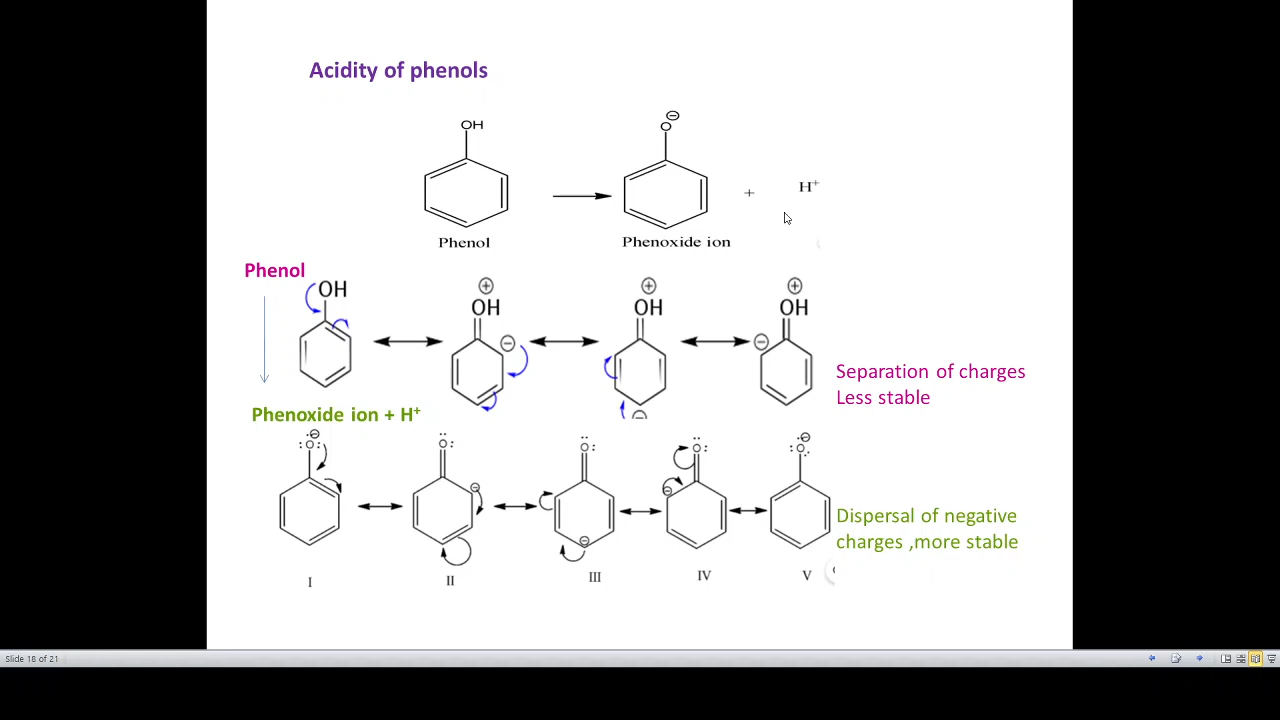 Acidity of phenols
OH
O⊖
+
H⁺
Phenol
Phenoxide ion
Phenol
OH
⊕
OH
⊖
⊕
OH
⊖
⊕
OH
⊖
Separation of charges
Less stable
Phenoxide ion + H⁺
:O:⊖
O:
⊖
O:
⊖
O:
⊖
:O:⊖
Dispersal of negative
charges ,more stable
I
II
III
IV
V
Slide 18 of 21